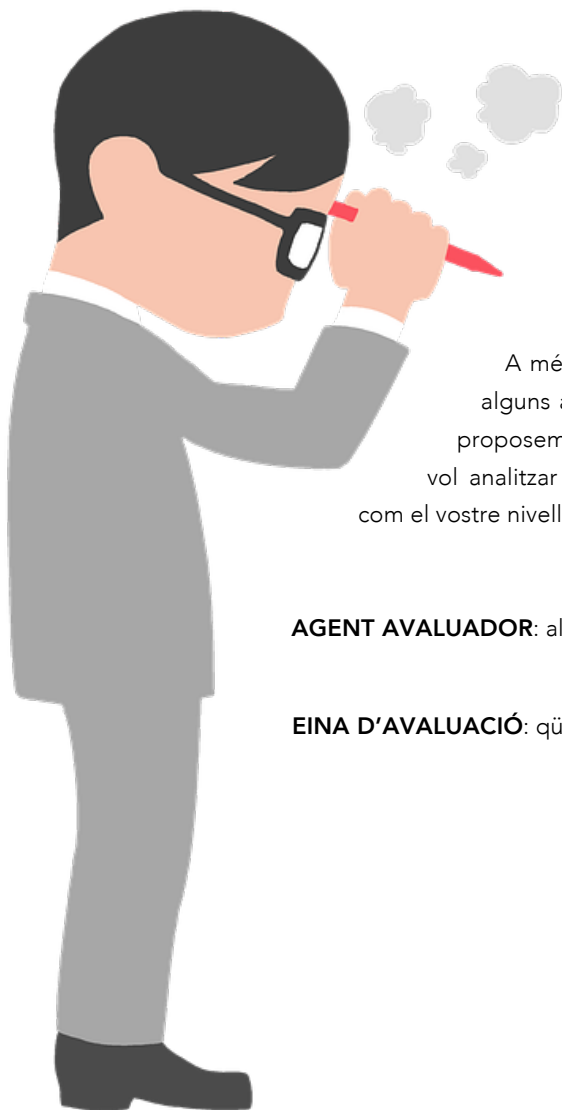 A mé
alguns a
proposem
vol analitzar
com el vostre nivell
AGENT AVALUADOR: al
EINA D'AVALUACIÓ: qü